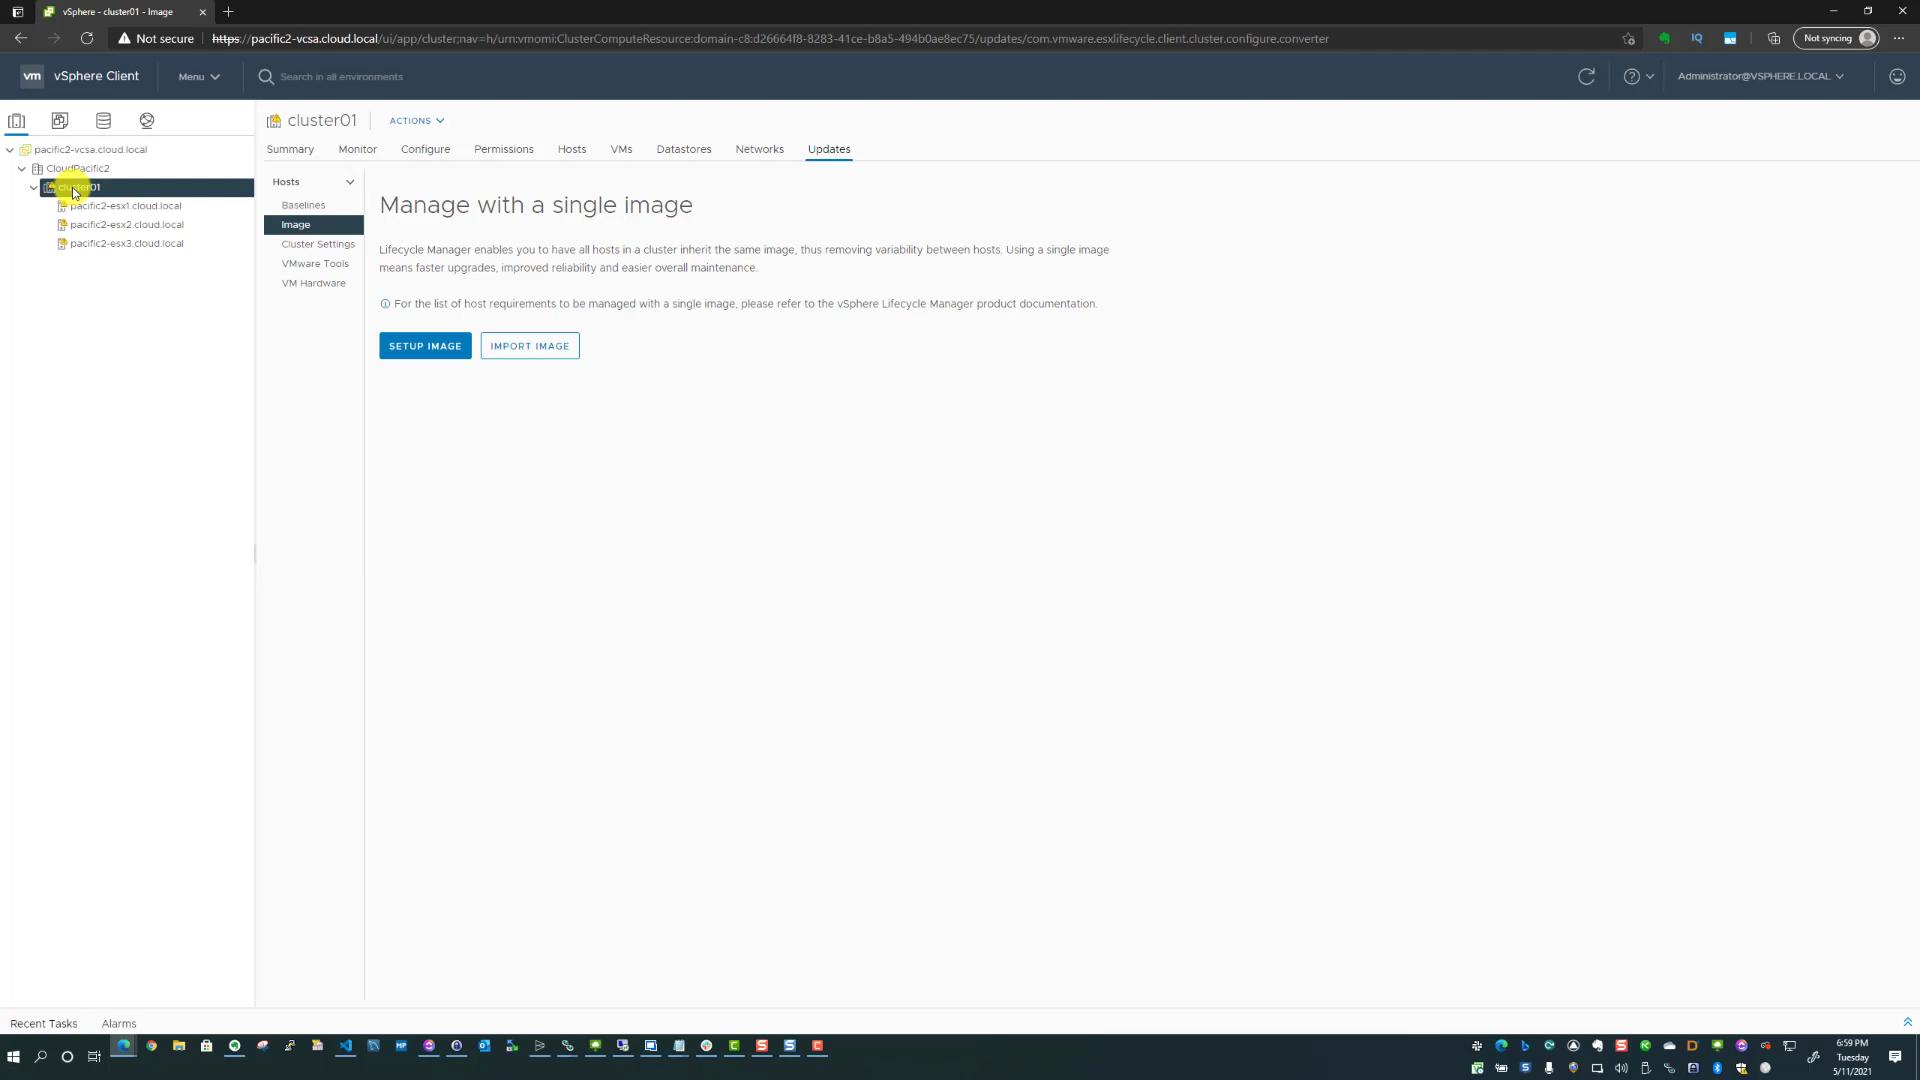 vSphere - cluster01 - Image
Not secure
https://pacific2-vcsa.cloud.local/ui/app/cluster;nav=h/urn:vmomi:ClusterComputeResource:domain-c8:d26664f8-8283-41ce-b8a5-494b0ae8ec75/updates/com.vmware.esxlifecycle.client.cluster.configure.converter
IQ
Not syncing
vm
vSphere Client
Menu
Search in all environments
Administrator@VSPHERE.LOCAL
cluster01
ACTIONS
Summary
Monitor
Configure
Permissions
Hosts
VMs
Datastores
Networks
Updates
pacific2-vcsa.cloud.local
CloudPacific2
cluster01
pacific2-esx1.cloud.local
pacific2-esx2.cloud.local
pacific2-esx3.cloud.local
Hosts
Baselines
Image
Cluster Settings
VMware Tools
VM Hardware
Manage with a single image
Lifecycle Manager enables you to have all hosts in a cluster inherit the same image, thus removing variability between hosts. Using a single image
means faster upgrades, improved reliability and easier overall maintenance.
For the list of host requirements to be managed with a single image, please refer to the vSphere Lifecycle Manager product documentation.
SETUP IMAGE
IMPORT IMAGE
Recent Tasks
Alarms
MP
6:59 PM
Tuesday
5/11/2021